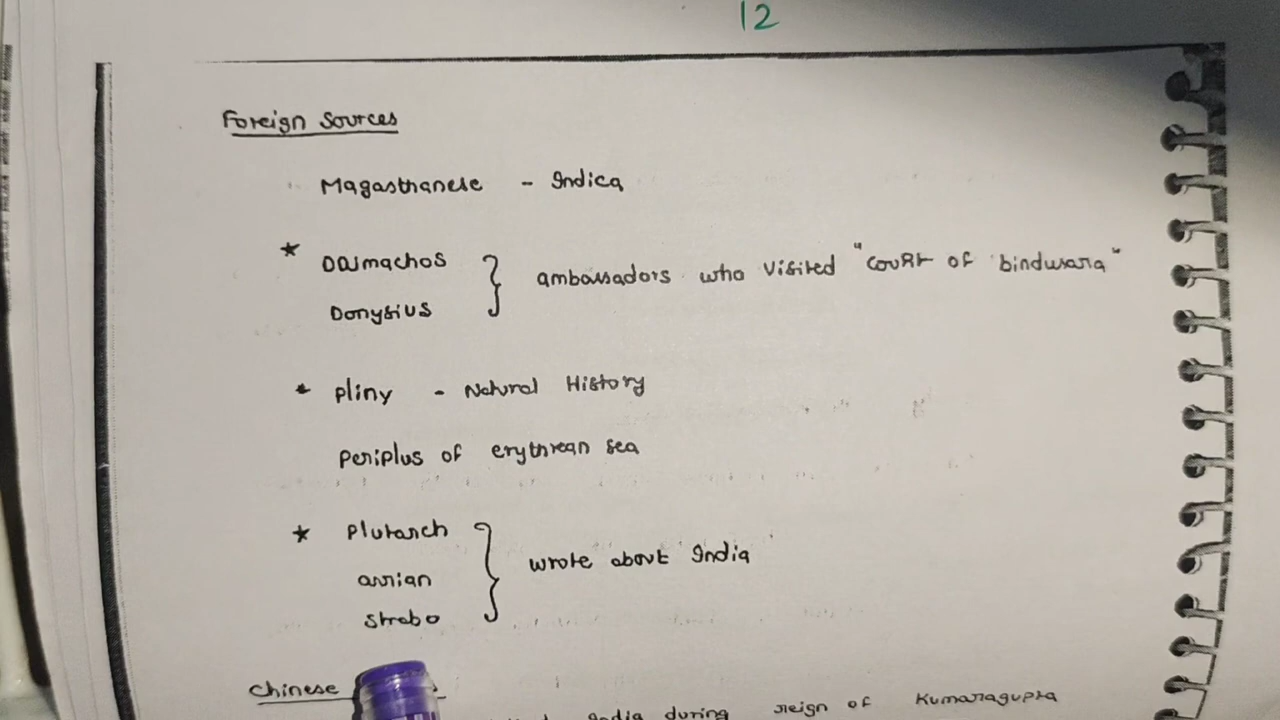 12
Foreign Sources
Magasthanese - Indica
* Daimachos
Donysius } ambassadors who visited "couRt of bindusara"
* pliny - Natural History
Periplus of erythrean sea
* Plutarch
arrian
strabo } wrote about India
Chinese
India during reign of Kumaragupta